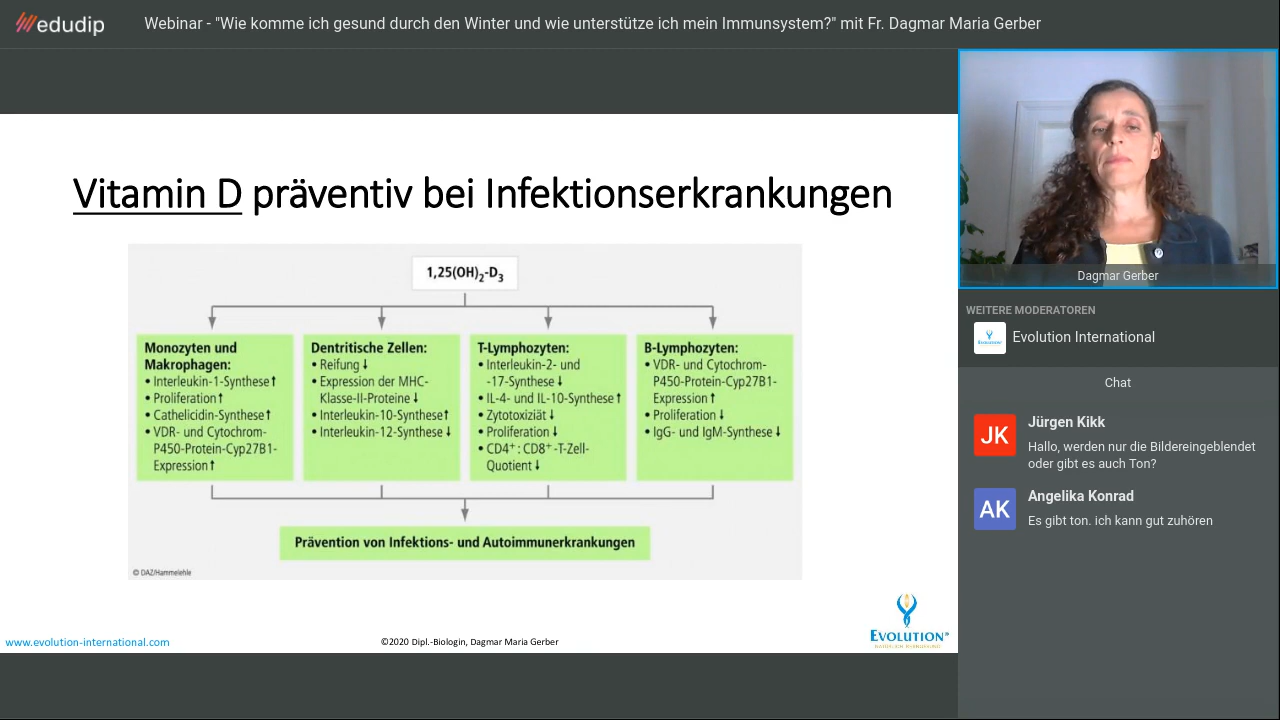 edudip
Webinar - "Wie komme ich gesund durch den Winter und wie unterstütze ich mein Immunsystem?" mit Fr. Dagmar Maria Gerber
Vitamin D präventiv bei Infektionserkrankungen
1,25(OH)₂-D₃
Monozyten und
Makrophagen:
• Interleukin-1-Synthese↑
• Proliferation↑
• Cathelicidin-Synthese↑
• VDR- und Cytochrom-
P450-Protein-Cyp27B1-
Expression↑
Dentritische Zellen:
• Reifung↓
• Expression der MHC-
Klasse-II-Proteine↓
• Interleukin-10-Synthese↑
• Interleukin-12-Synthese↓
T-Lymphozyten:
• Interleukin-2- und
-17-Synthese↓
• IL-4- und IL-10-Synthese↑
• Zytotoxiziät↓
• Proliferation↓
• CD4⁺: CD8⁺-T-Zell-
Quotient↓
B-Lymphozyten:
• VDR- und Cytochrom-
P450-Protein-Cyp27B1-
Expression↑
• Proliferation↓
• IgG- und IgM-Synthese↓
Prävention von Infektions- und Autoimmunerkrankungen
© DAZ/Hammelehle
www.evolution-international.com
©2020 Dipl.-Biologin, Dagmar Maria Gerber
EVOLUTION®
Dagmar Gerber
WEITERE MODERATOREN
Evolution International
Chat
JK
Jürgen Kikk
Hallo, werden nur die Bildereingeblendet
oder gibt es auch Ton?
AK
Angelika Konrad
Es gibt ton. ich kann gut zuhören